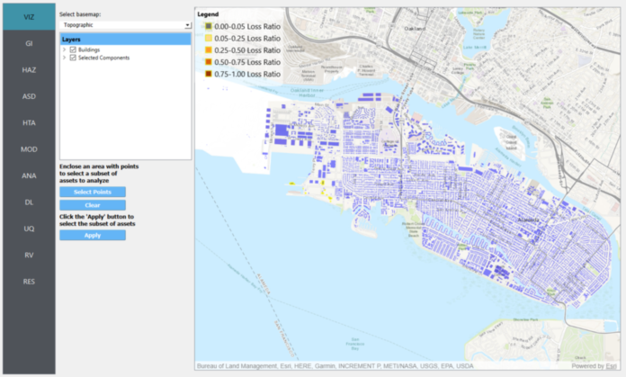 VIZ
GI
HAZ
ASD
HTA
MOD
ANA
DL
UQ
RV
RES
Select basemap:
Topographic
Layers
Buildings
Selected Components
Enclose an area with points
to select a subset of
assets to analyze
Select Points
Clear
Click the 'Apply' button to
select the subset of assets
Apply
Legend
0.00-0.05 Loss Ratio
0.05-0.25 Loss Ratio
0.25-0.50 Loss Ratio
0.50-0.75 Loss Ratio
0.75-1.00 Loss Ratio
Oakland
Alameda
Bureau of Land Management, Esri, HERE, Garmin, INCREMENT P, METI/NASA, USGS, EPA, USDA
Powered by Esri